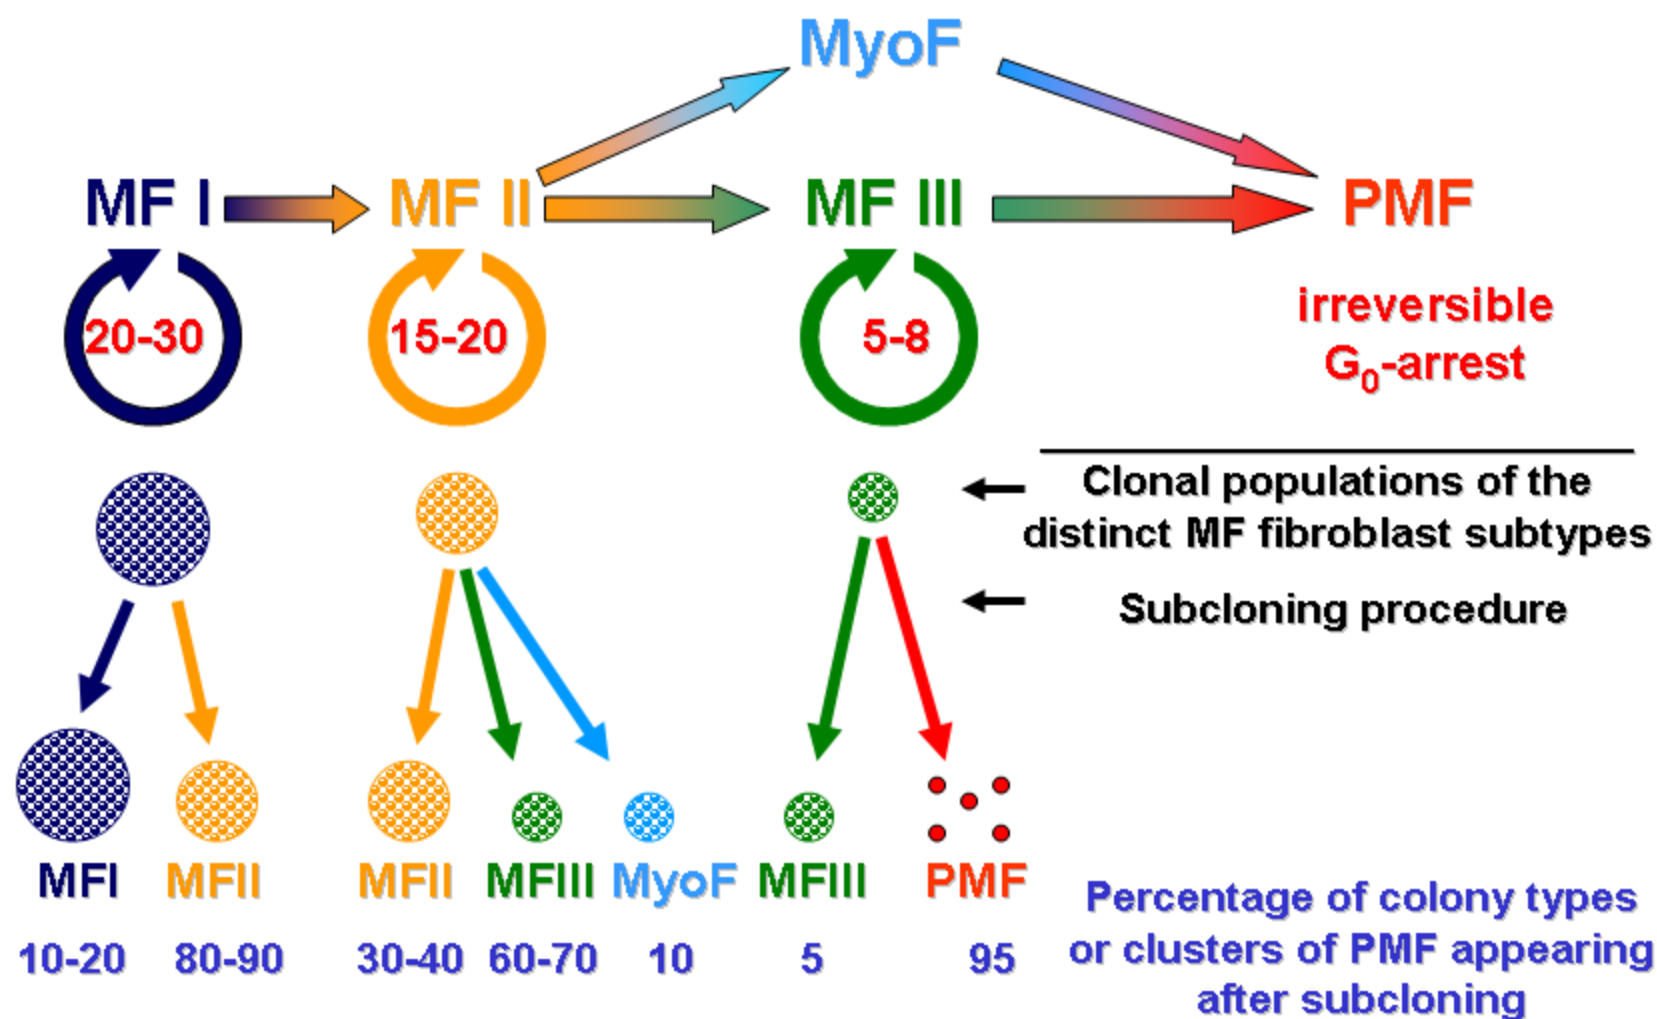 MyoF
MF I
MF II
MF III
PMF
20-30
15-20
5-8
irreversible
G0-arrest
Clonal populations of the
distinct MF fibroblast subtypes
Subcloning procedure
MFI
MFII
MFII
MFIII
MyoF
MFIII
PMF
10-20
80-90
30-40
60-70
10
5
95
Percentage of colony types
or clusters of PMF appearing
after subcloning